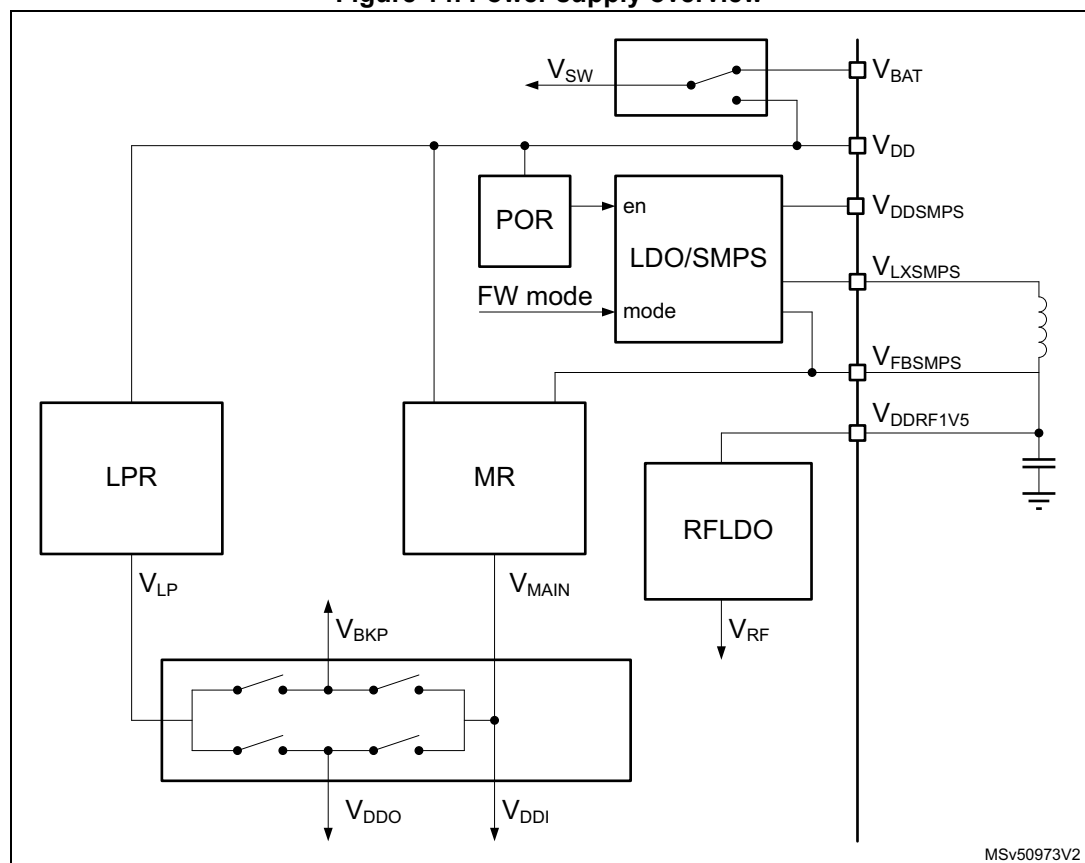 Figure 14. Power supply overview
VSW
VBAT
VDD
POR
en
VDDSMPS
LDO/SMPS
VLXSMPS
FW mode
mode
VFBSMPS
VDDRF1V5
LPR
MR
RFLDO
VLP
VMAIN
VBKP
VRF
VDDO
VDDI
MSv50973V2